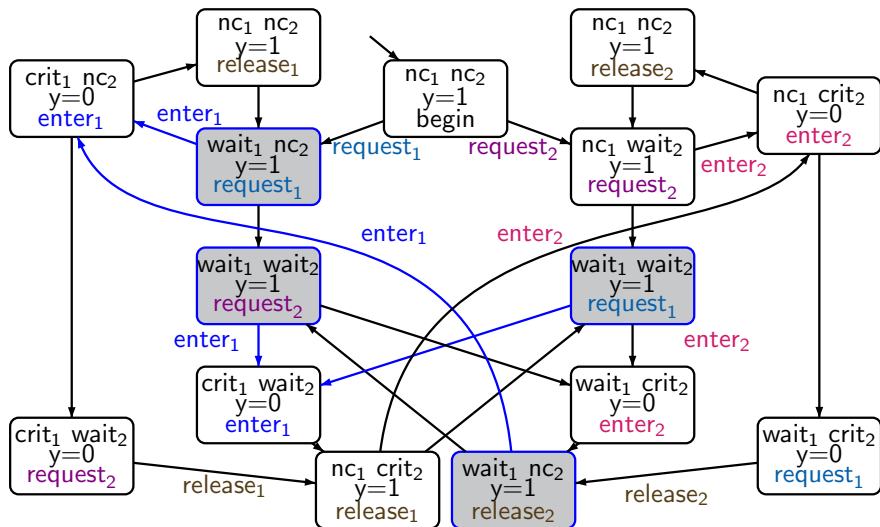 nc₁ nc₂
y=1
release₁
nc₁ nc₂
y=1
begin
nc₁ nc₂
y=1
release₂
crit₁ nc₂
y=0
enter₁
enter₁
nc₁ crit₂
y=0
enter₂
wait₁ nc₂
y=1
request₁
request₁
request₂
nc₁ wait₂
y=1
request₂
enter₂
enter₁
enter₂
wait₁ wait₂
y=1
request₂
wait₁ wait₂
y=1
request₁
enter₁
enter₂
crit₁ wait₂
y=0
enter₁
wait₁ crit₂
y=0
enter₂
crit₁ wait₂
y=0
request₂
release₁
nc₁ crit₂
y=1
release₁
wait₁ nc₂
y=1
release₂
release₂
wait₁ crit₂
y=0
request₁